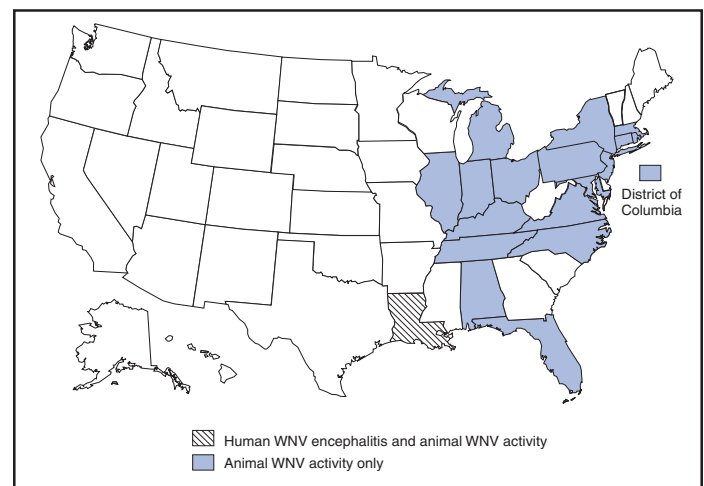 District of
Columbia
Human WNV encephalitis and animal WNV activity
Animal WNV activity only